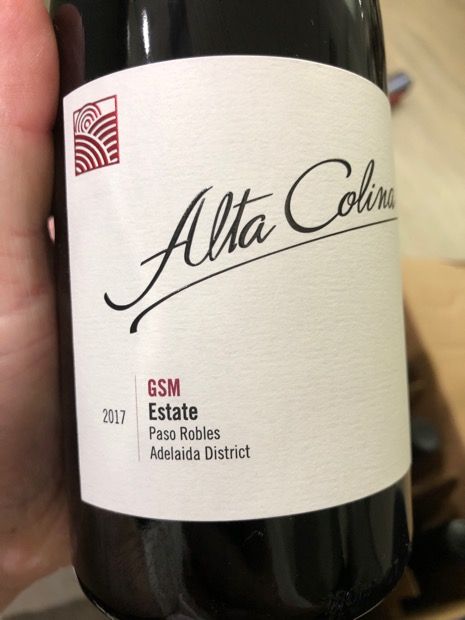 Alta Colina
2017
GSM
Estate
Paso Robles
Adelaida District